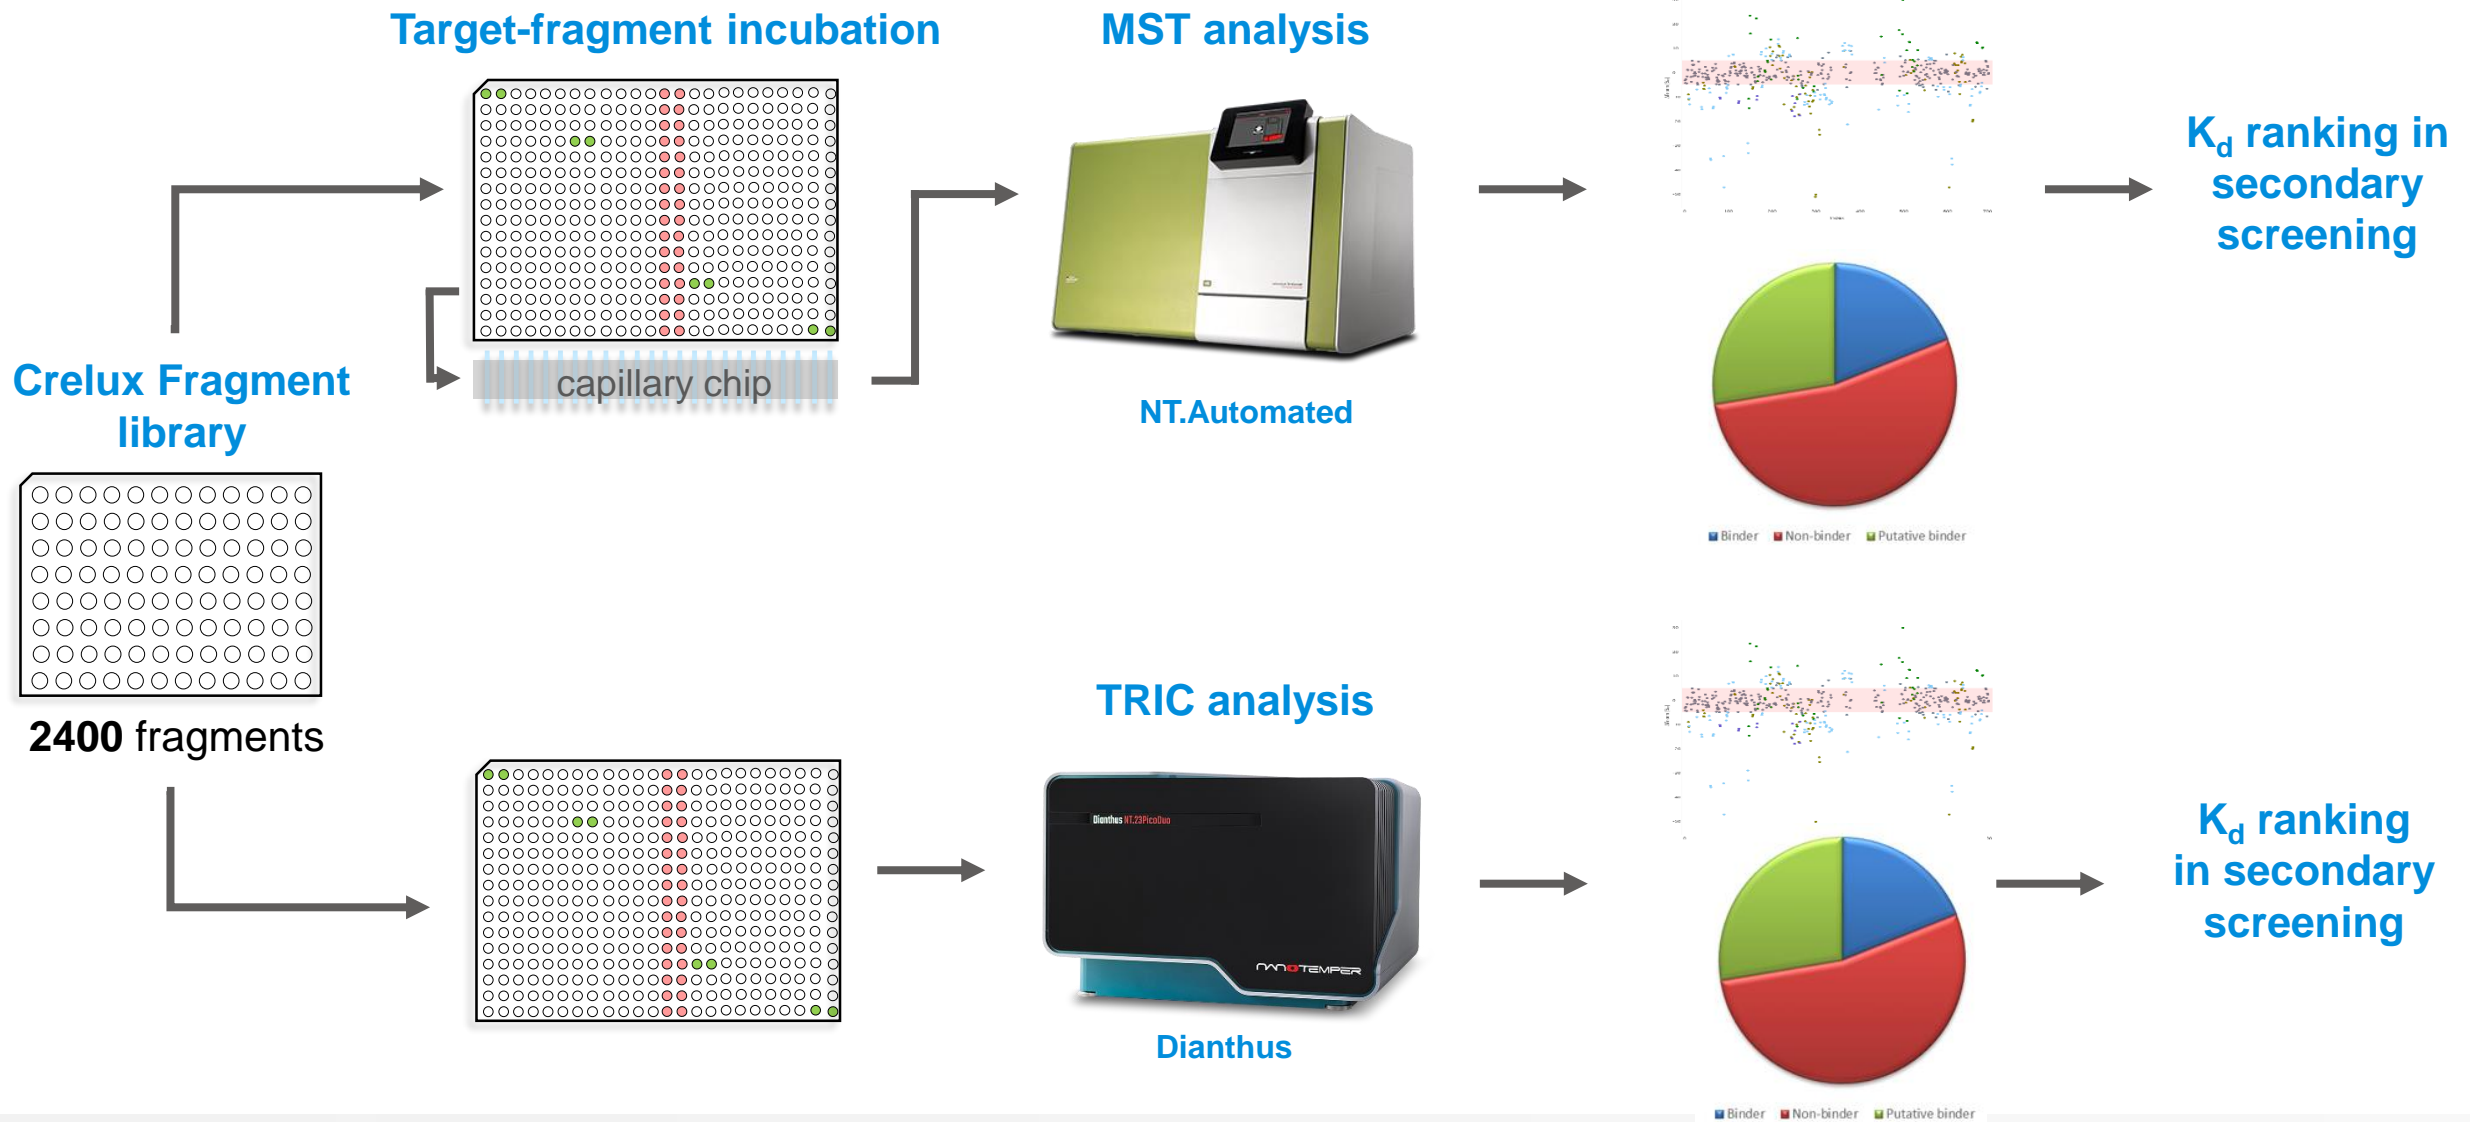 Target-fragment incubation
MST analysis
K_d ranking in
secondary
screening
capillary chip
NT.Automated
Crelux Fragment
library
2400 fragments
Binder Non-binder Putative binder
TRIC analysis
Dianthus NT.23PicoDuo
NANOTEMPER
Dianthus
K_d ranking
in secondary
screening
Binder Non-binder Putative binder